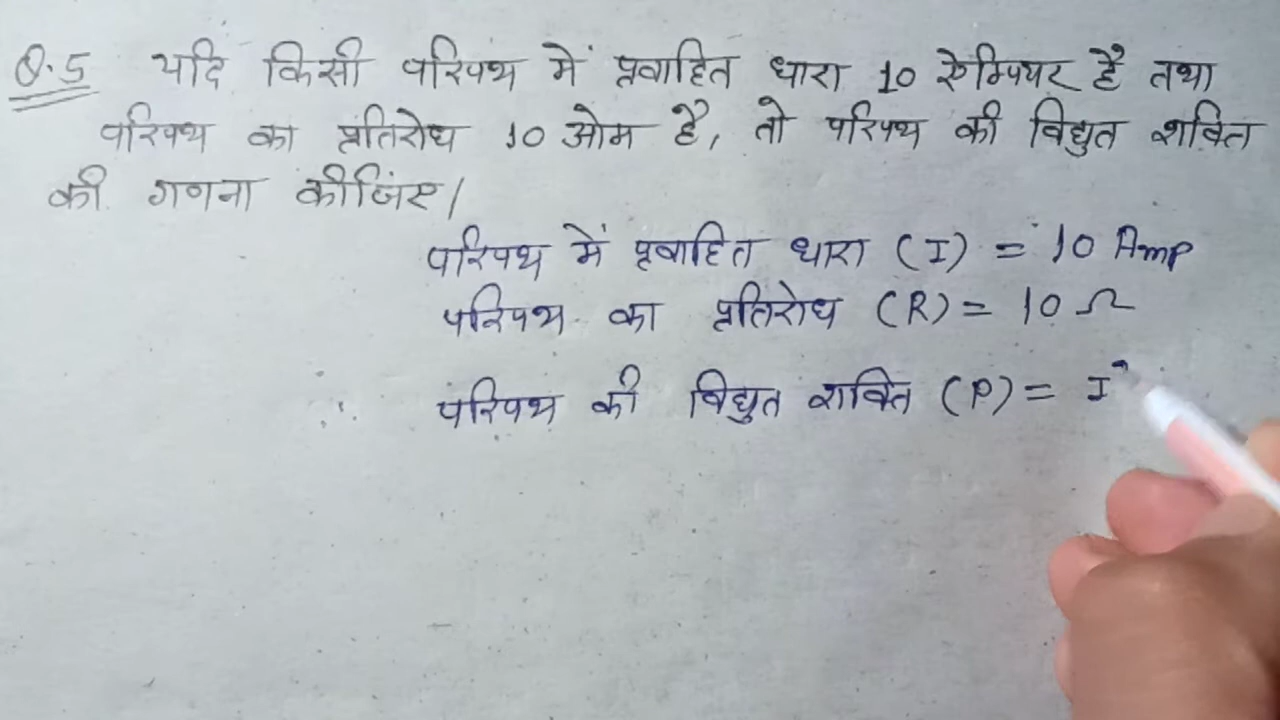 Q.5 यदि किसी परिपथ में प्रवाहित धारा 10 ऐम्पियर है तथा
परिपथ का प्रतिरोध 10 ओम है, तो परिपथ की विद्युत शक्ति
की गणना कीजिए।
परिपथ में प्रवाहित धारा (I) = 10 Amp
परिपथ का प्रतिरोध (R) = 10 Ω
∴ परिपथ की विद्युत शक्ति (P) = I²